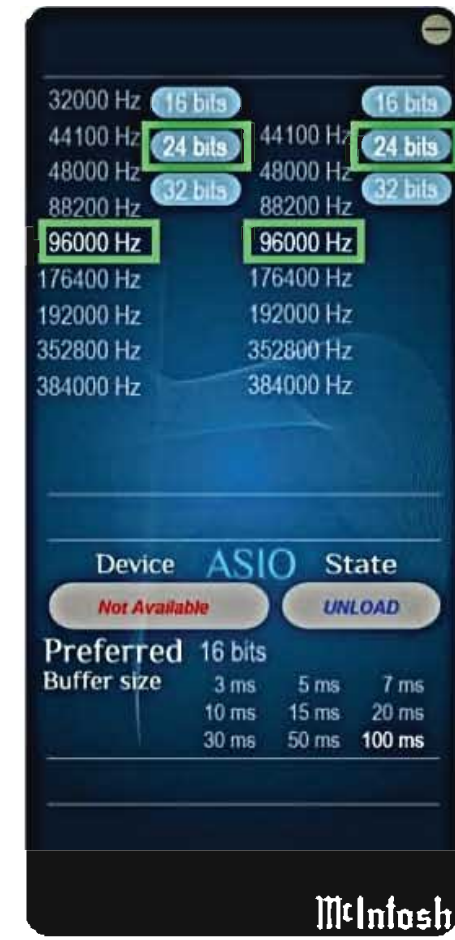 32000 Hz 16 bits 16 bits
44100 Hz 24 bits 44100 Hz 24 bits
48000 Hz 32 bits 48000 Hz 32 bits
88200 Hz 88200 Hz
96000 Hz 96000 Hz
176400 Hz 176400 Hz
192000 Hz 192000 Hz
352800 Hz 352800 Hz
384000 Hz 384000 Hz
Device ASIO State
Not Available UNLOAD
Preferred 16 bits
Buffer size 3 ms 5 ms 7 ms
10 ms 15 ms 20 ms
30 ms 50 ms 100 ms
McIntosh